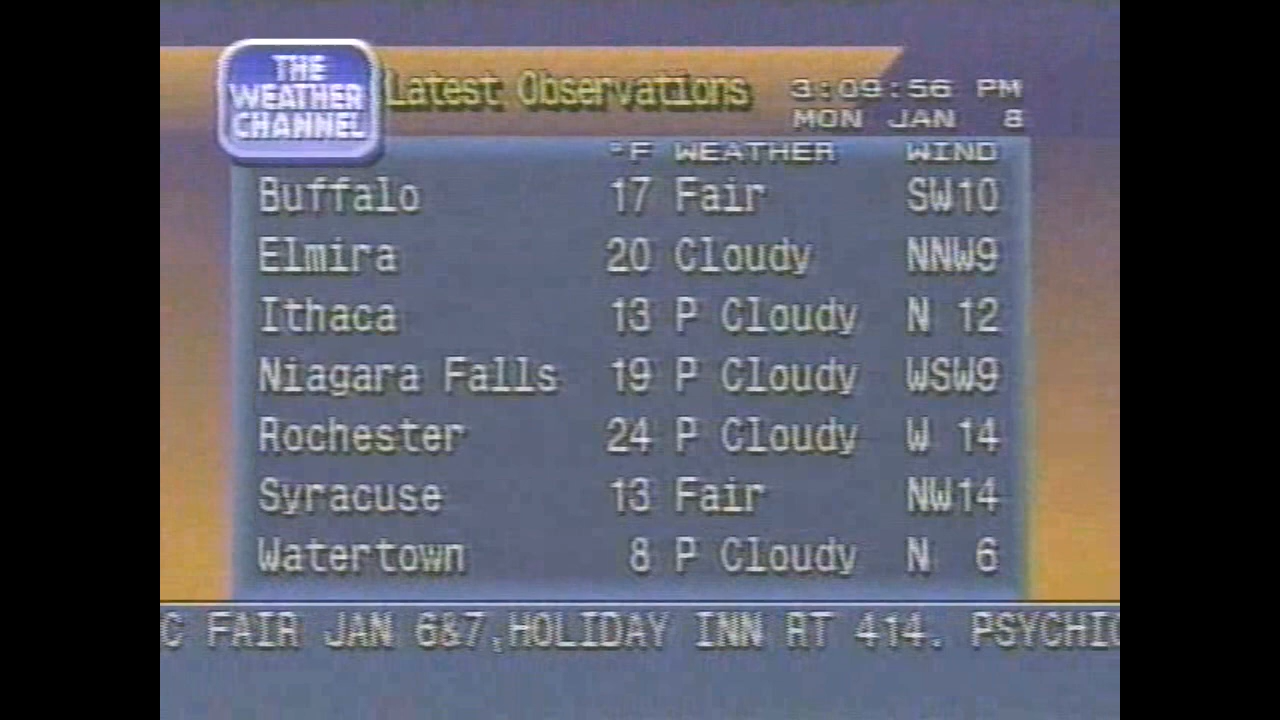 THE
WEATHER
CHANNEL
Latest Observations
3:09:56 PM
MON JAN 8
°F WEATHER WIND
Buffalo 17 Fair SW10
Elmira 20 Cloudy NNW9
Ithaca 13 P Cloudy N 12
Niagara Falls 19 P Cloudy WSW9
Rochester 24 P Cloudy W 14
Syracuse 13 Fair NW14
Watertown 8 P Cloudy N 6
C FAIR JAN 6&7,HOLIDAY INN RT 414. PSYCHIC